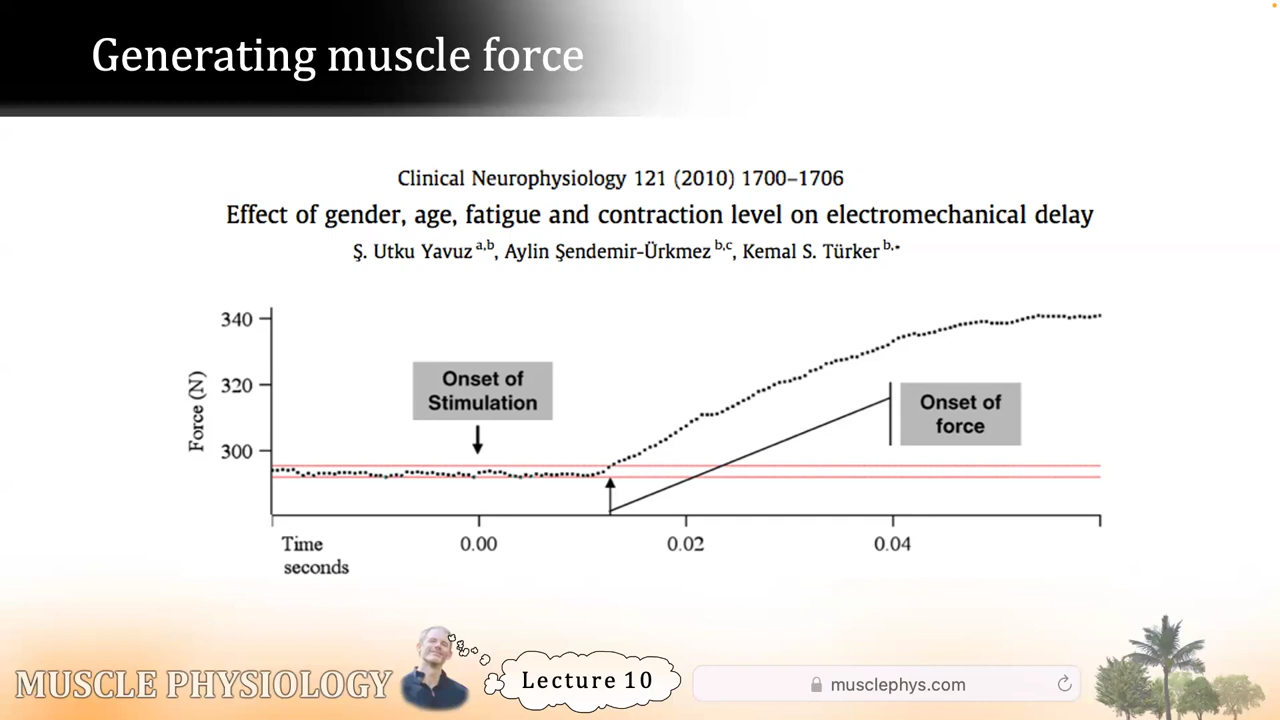 Generating muscle force
Clinical Neurophysiology 121 (2010) 1700–1706
Effect of gender, age, fatigue and contraction level on electromechanical delay
Ş. Utku Yavuz a,b, Aylin Şendemir-Ürkmez b,c, Kemal S. Türker b,*
340
320
300
Force (N)
Onset of
Stimulation
Onset of
force
Time
seconds
0.00
0.02
0.04
MUSCLE PHYSIOLOGY
Lecture 10
musclephys.com